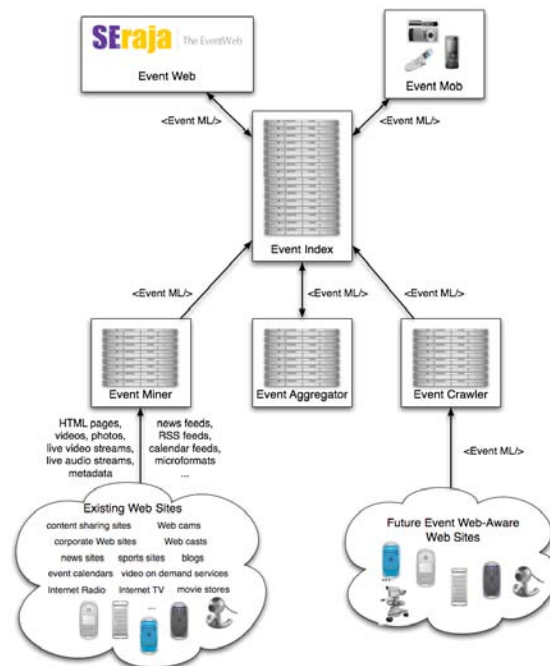 SEraja | The EventWeb
Event Web
Event Mob
<Event ML/>
<Event ML/>
Event Index
<Event ML/>
<Event ML/>
<Event ML/>
Event Miner
Event Aggregator
Event Crawler
HTML pages,
videos, photos,
live video streams,
live audio streams,
metadata
news feeds,
RSS feeds,
calendar feeds,
microformats
...
<Event ML/>
Existing Web Sites
content sharing sites Web cams
corporate Web sites Web casts
news sites sports sites blogs
event calendars video on demand services
Internet Radio Internet TV movie stores
Future Event Web-Aware
Web Sites